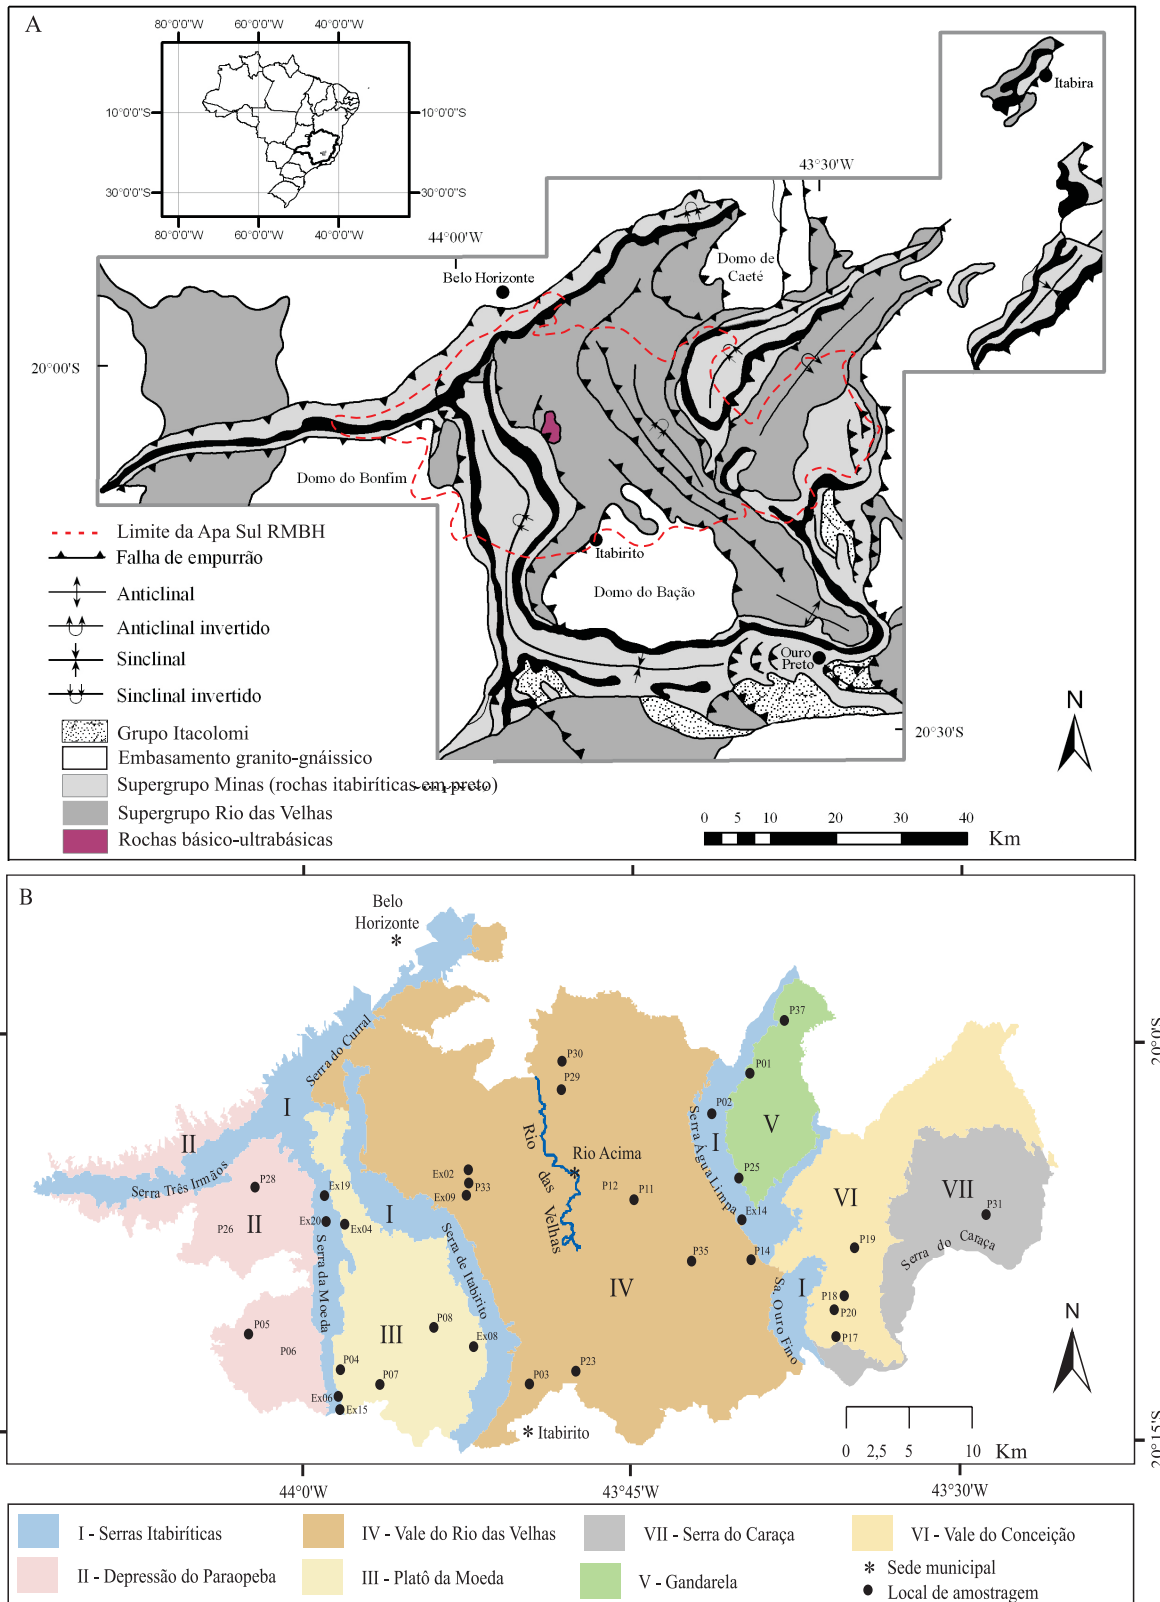 A
80°0'0"W
60°0'0"W
40°0'0"W
10°0'0"S
10°0'0"S
30°0'0"S
30°0'0"S
80°0'0"W
60°0'0"W
40°0'0"W
Itabira
43°30'W
44°00'W
Domo de
Caeté
Belo Horizonte
20°00'S
Domo do Bonfim
Itabirito
Domo do Bação
Ouro
Preto
20°30'S
Limite da Apa Sul RMBH
Falha de empurrão
Anticlinal
Anticlinal invertido
Sinclinal
Sinclinal invertido
Grupo Itacolomi
Embasamento granito-gnáissico
Supergrupo Minas (rochas itabiríticas em preto)
Supergrupo Rio das Velhas
Rochas básico-ultrabásicas
N
0 5 10 20 30 40
Km
B
Belo
Horizonte
Serra do Curral
P37
20°0'S
P30
P01
P29
P02
I
V
I
II
Rio
das
Velhas
Serra Água Limpa
Rio Acima
Serra Três Irmãos
P28
Ex19
Ex02
P33
Ex09
P12
P11
P25
VI
VII
P31
P26
II
Ex20
Ex04
I
Ex14
Serra da Moeda
Serra de Itabirito
P35
P14
P19
Serra do Caraça
IV
I
P18
P20
P17
Sa. Ouro Fino
P05
P06
III
P08
Ex08
P04
P07
P03
P23
Ex06
Ex15
Itabirito
N
0 2,5 5 10 Km
20°15'S
44°0'W
43°45'W
43°30'W
I - Serras Itabiríticas
IV - Vale do Rio das Velhas
VII - Serra do Caraça
VI - Vale do Conceição
II - Depressão do Paraopeba
III - Platô da Moeda
V - Gandarela
Sede municipal
Local de amostragem